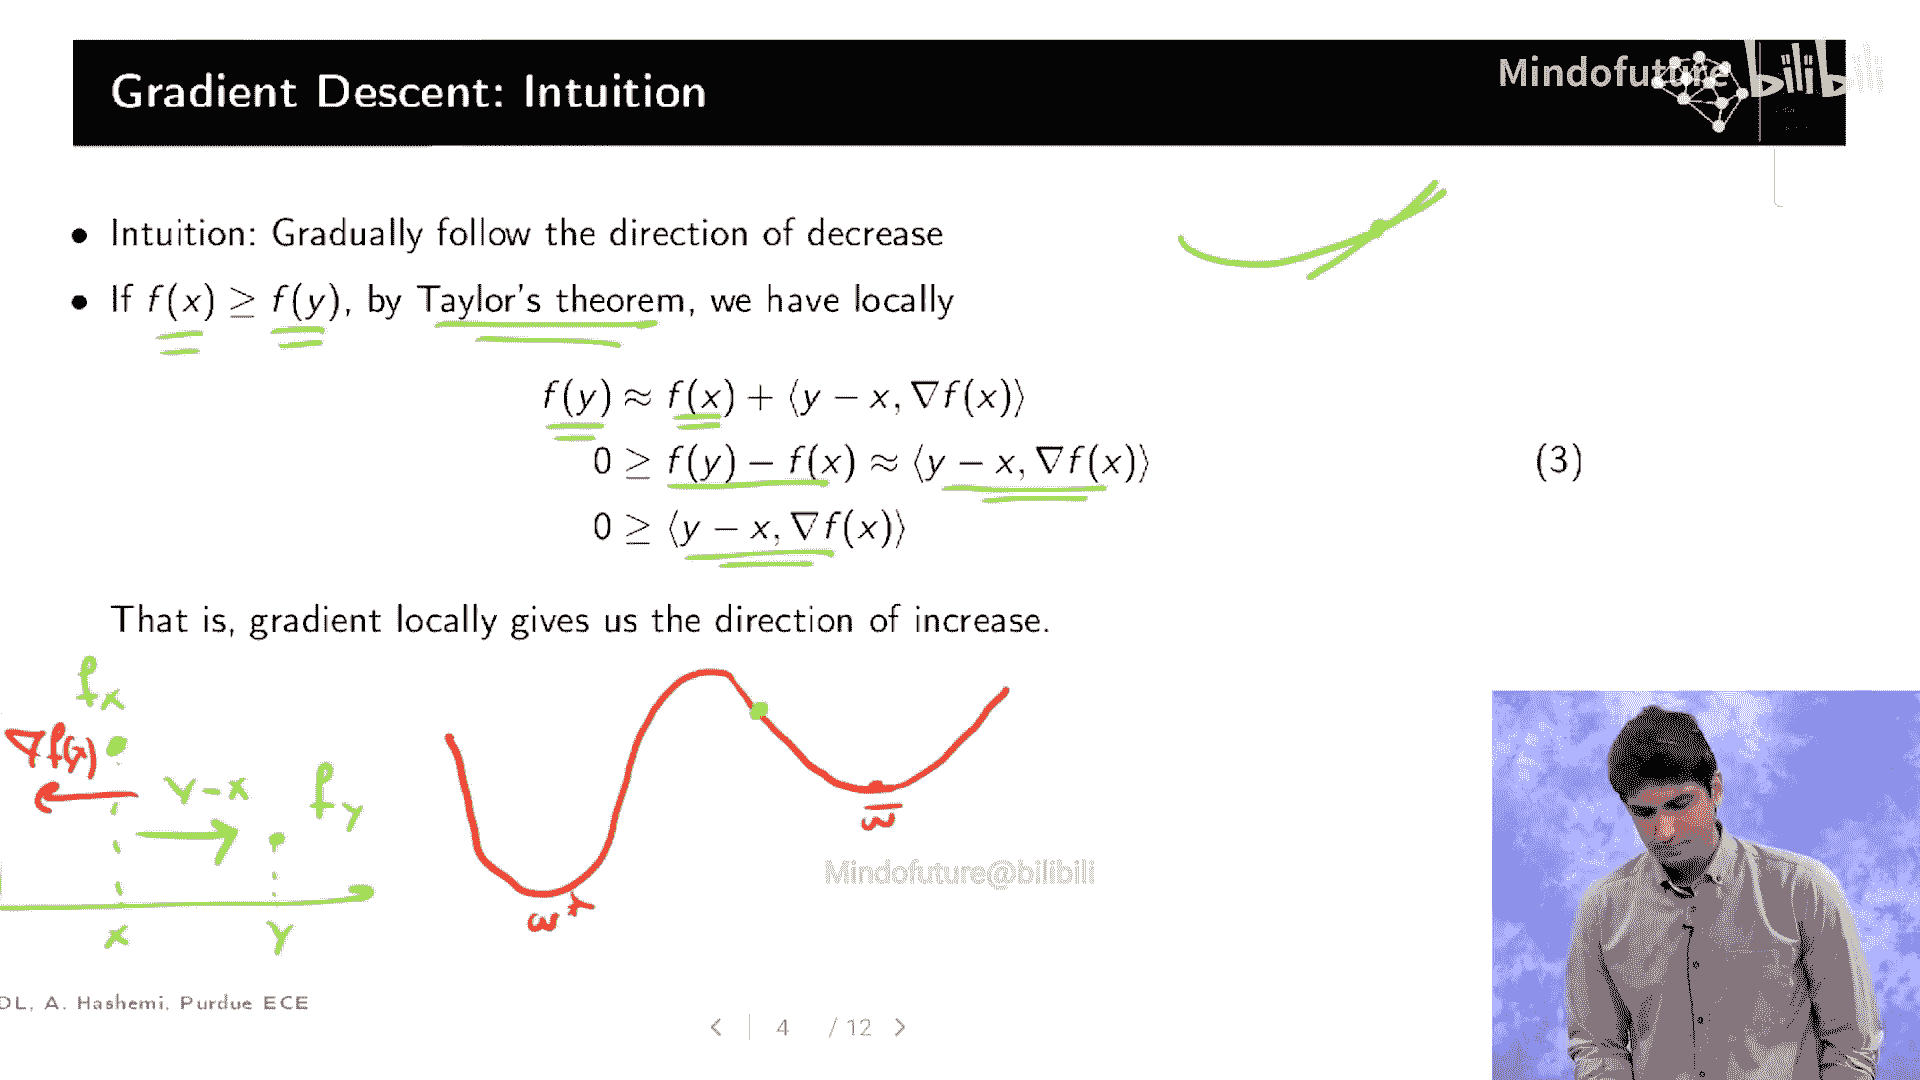 Gradient Descent: Intuition
Mindofuture bilibili
• Intuition: Gradually follow the direction of decrease
• If f(x) ≥ f(y), by Taylor's theorem, we have locally
f(y) ≈ f(x) + ⟨y − x, ∇f(x)⟩
0 ≥ f(y) − f(x) ≈ ⟨y − x, ∇f(x)⟩ (3)
0 ≥ ⟨y − x, ∇f(x)⟩
That is, gradient locally gives us the direction of increase.
fx
∇f(x)
y-x
fy
x
y
ω*
ω̅
Mindofuture@bilibili
DL, A. Hashemi, Purdue ECE
4 / 12